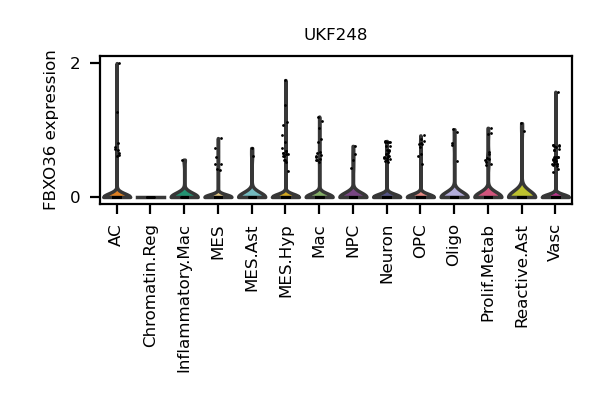 UKF248
FBXO36 expression
2
0
AC
Chromatin.Reg
Inflammatory.Mac
MES
MES.Ast
MES.Hyp
Mac
NPC
Neuron
OPC
Oligo
Prolif.Metab
Reactive.Ast
Vasc